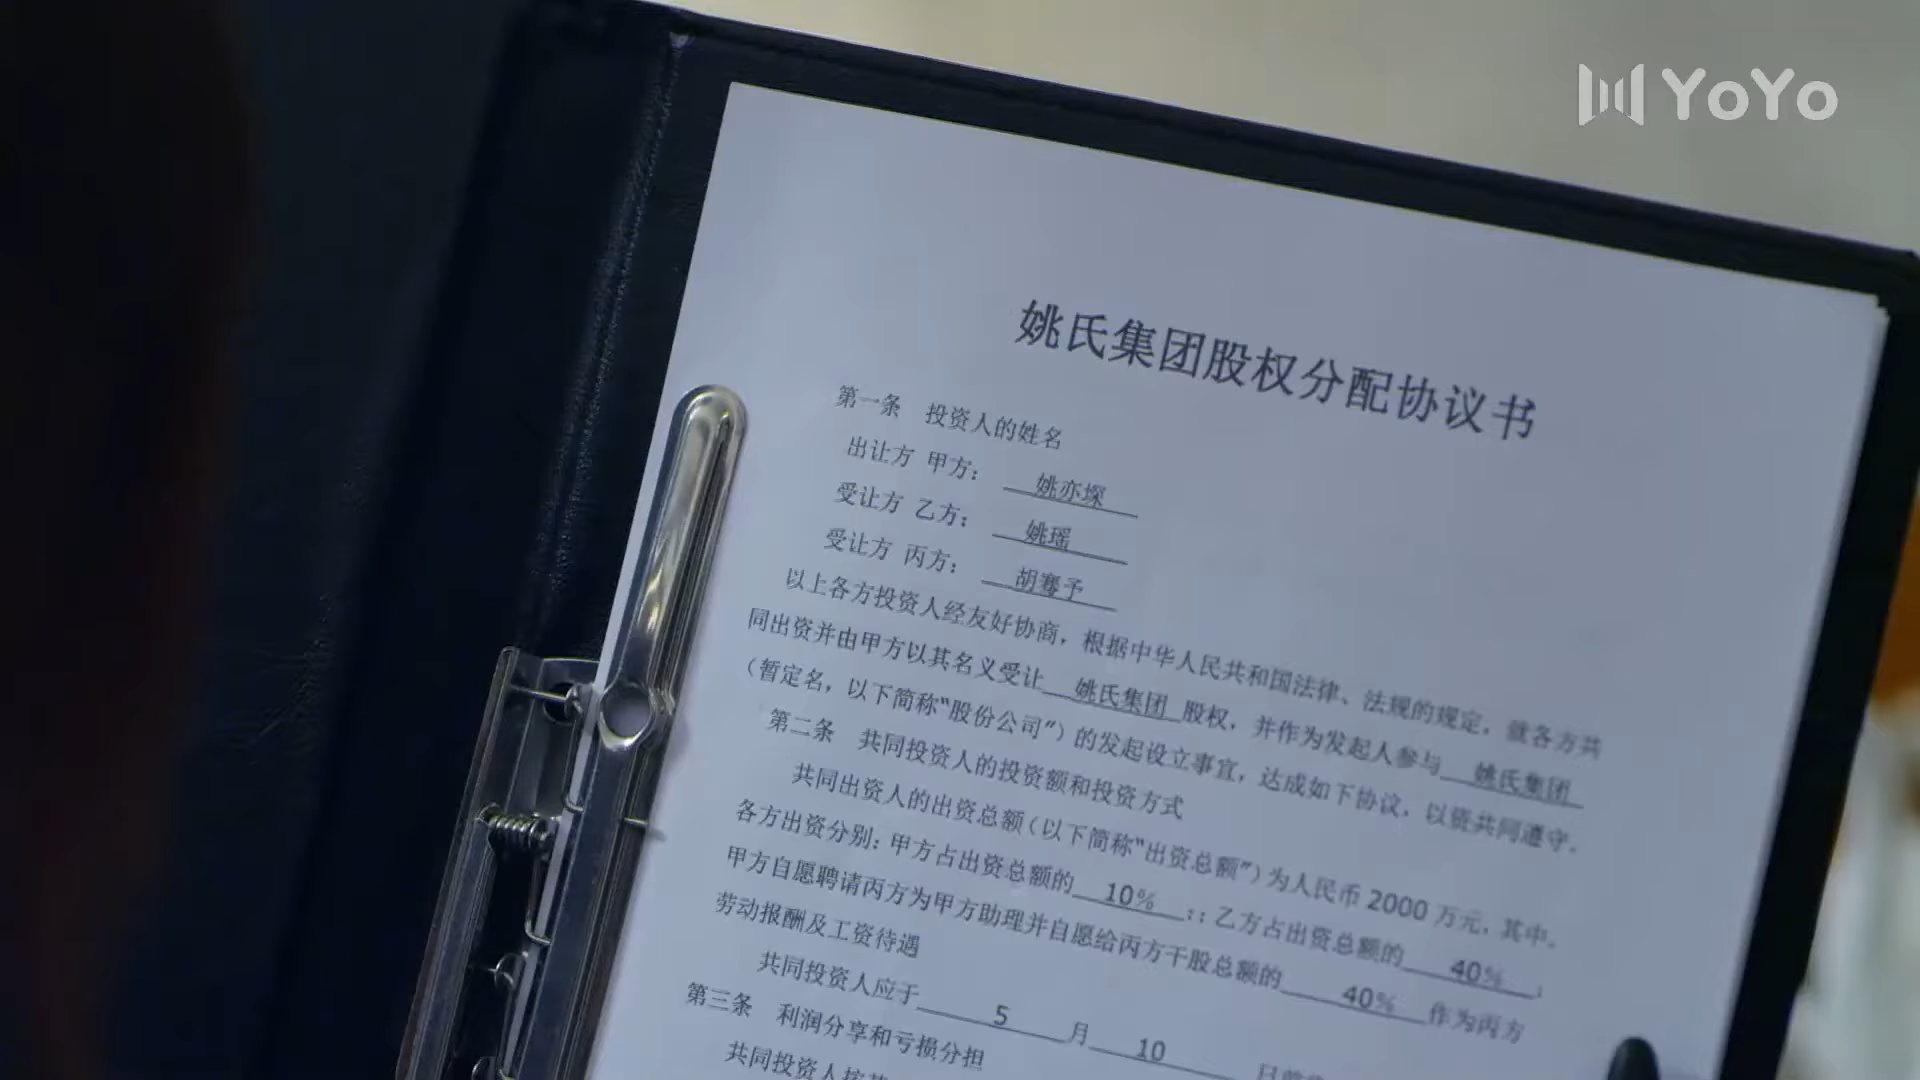 YoYo
姚氏集团股权分配协议书
第一条 投资人的姓名
出让方 甲方： 姚亦堔
受让方 乙方： 姚瑶
受让方 丙方： 胡骞予
以上各方投资人经友好协商，根据中华人民共和国法律、法规的规定，就各方共
同出资并由甲方以其名义受让 姚氏集团 股权，并作为发起人参与 姚氏集团
（暂定名，以下简称“股份公司”）的发起设立事宜，达成如下协议，以资共同遵守。
第二条 共同投资人的投资额和投资方式
共同出资人的出资总额（以下简称“出资总额”）为人民币 2000 万元，其中，
各方出资分别：甲方占出资总额的 10% ；；乙方占出资总额的 40% ；
甲方自愿聘请丙方为甲方助理并自愿给丙方干股总额的 40% 作为丙方
劳动报酬及工资待遇
共同投资人应于 5 月 10
第三条 利润分享和亏损分担
共同投资人按